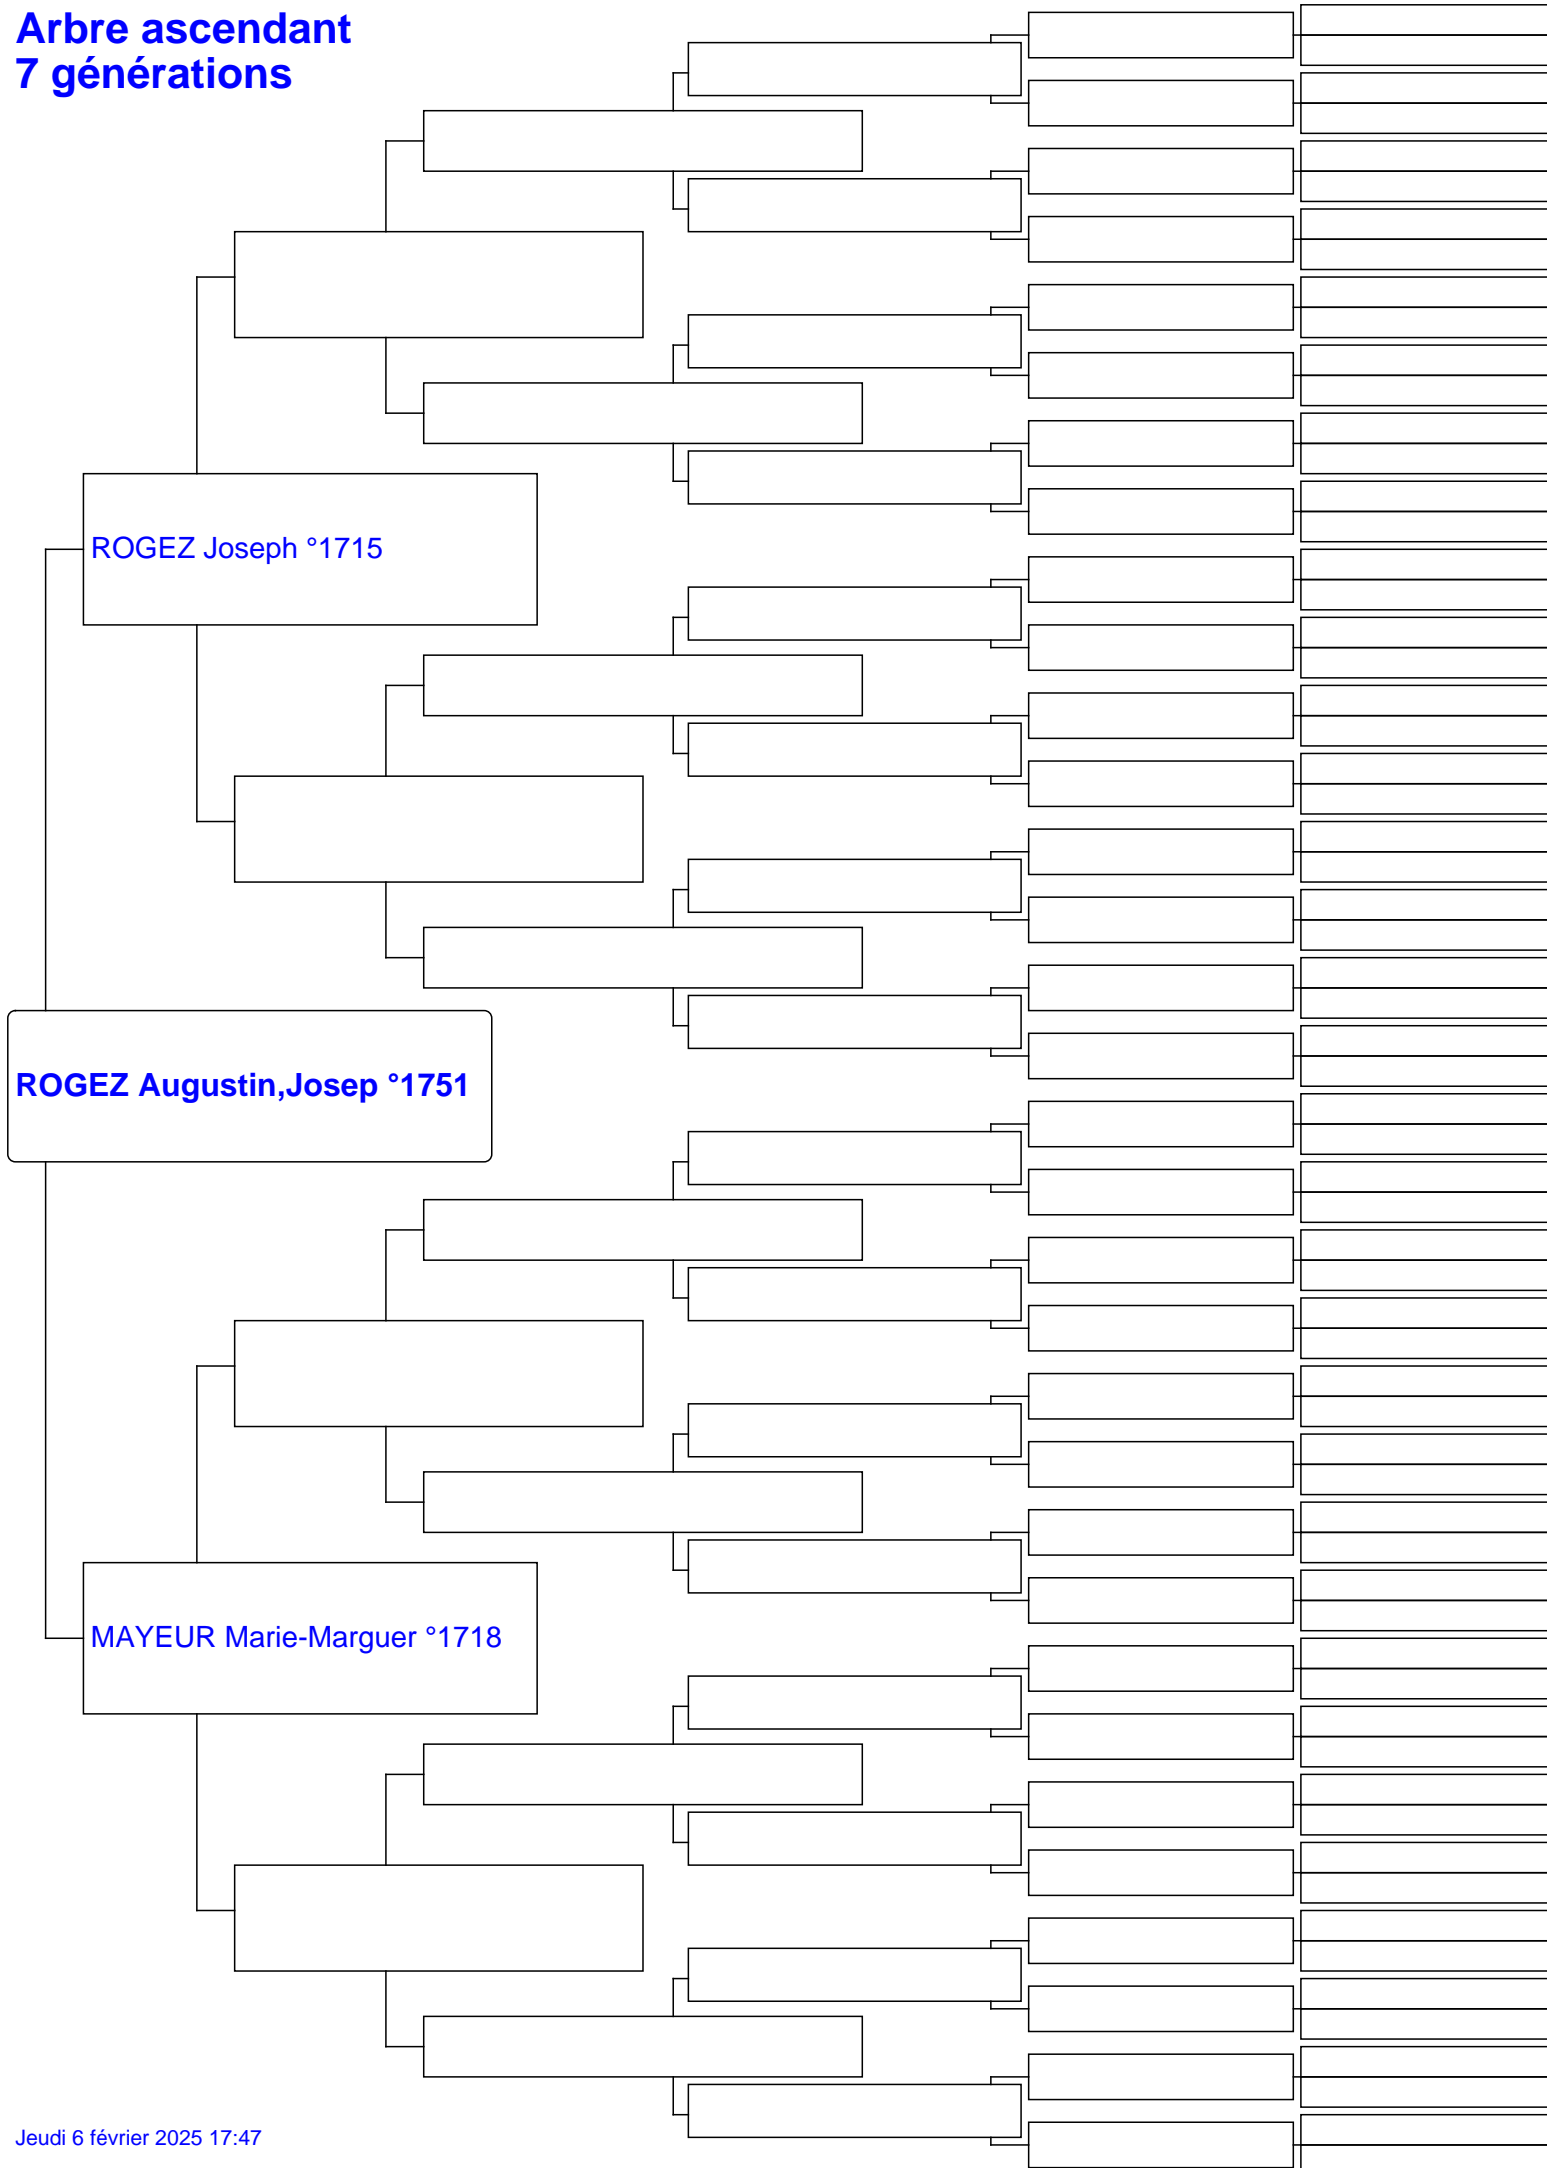 Arbre ascendant
7 générations
ROGEZ Joseph °1715
ROGEZ Augustin,Josep °1751
MAYEUR Marie-Marguer °1718
Jeudi 6 février 2025 17:47